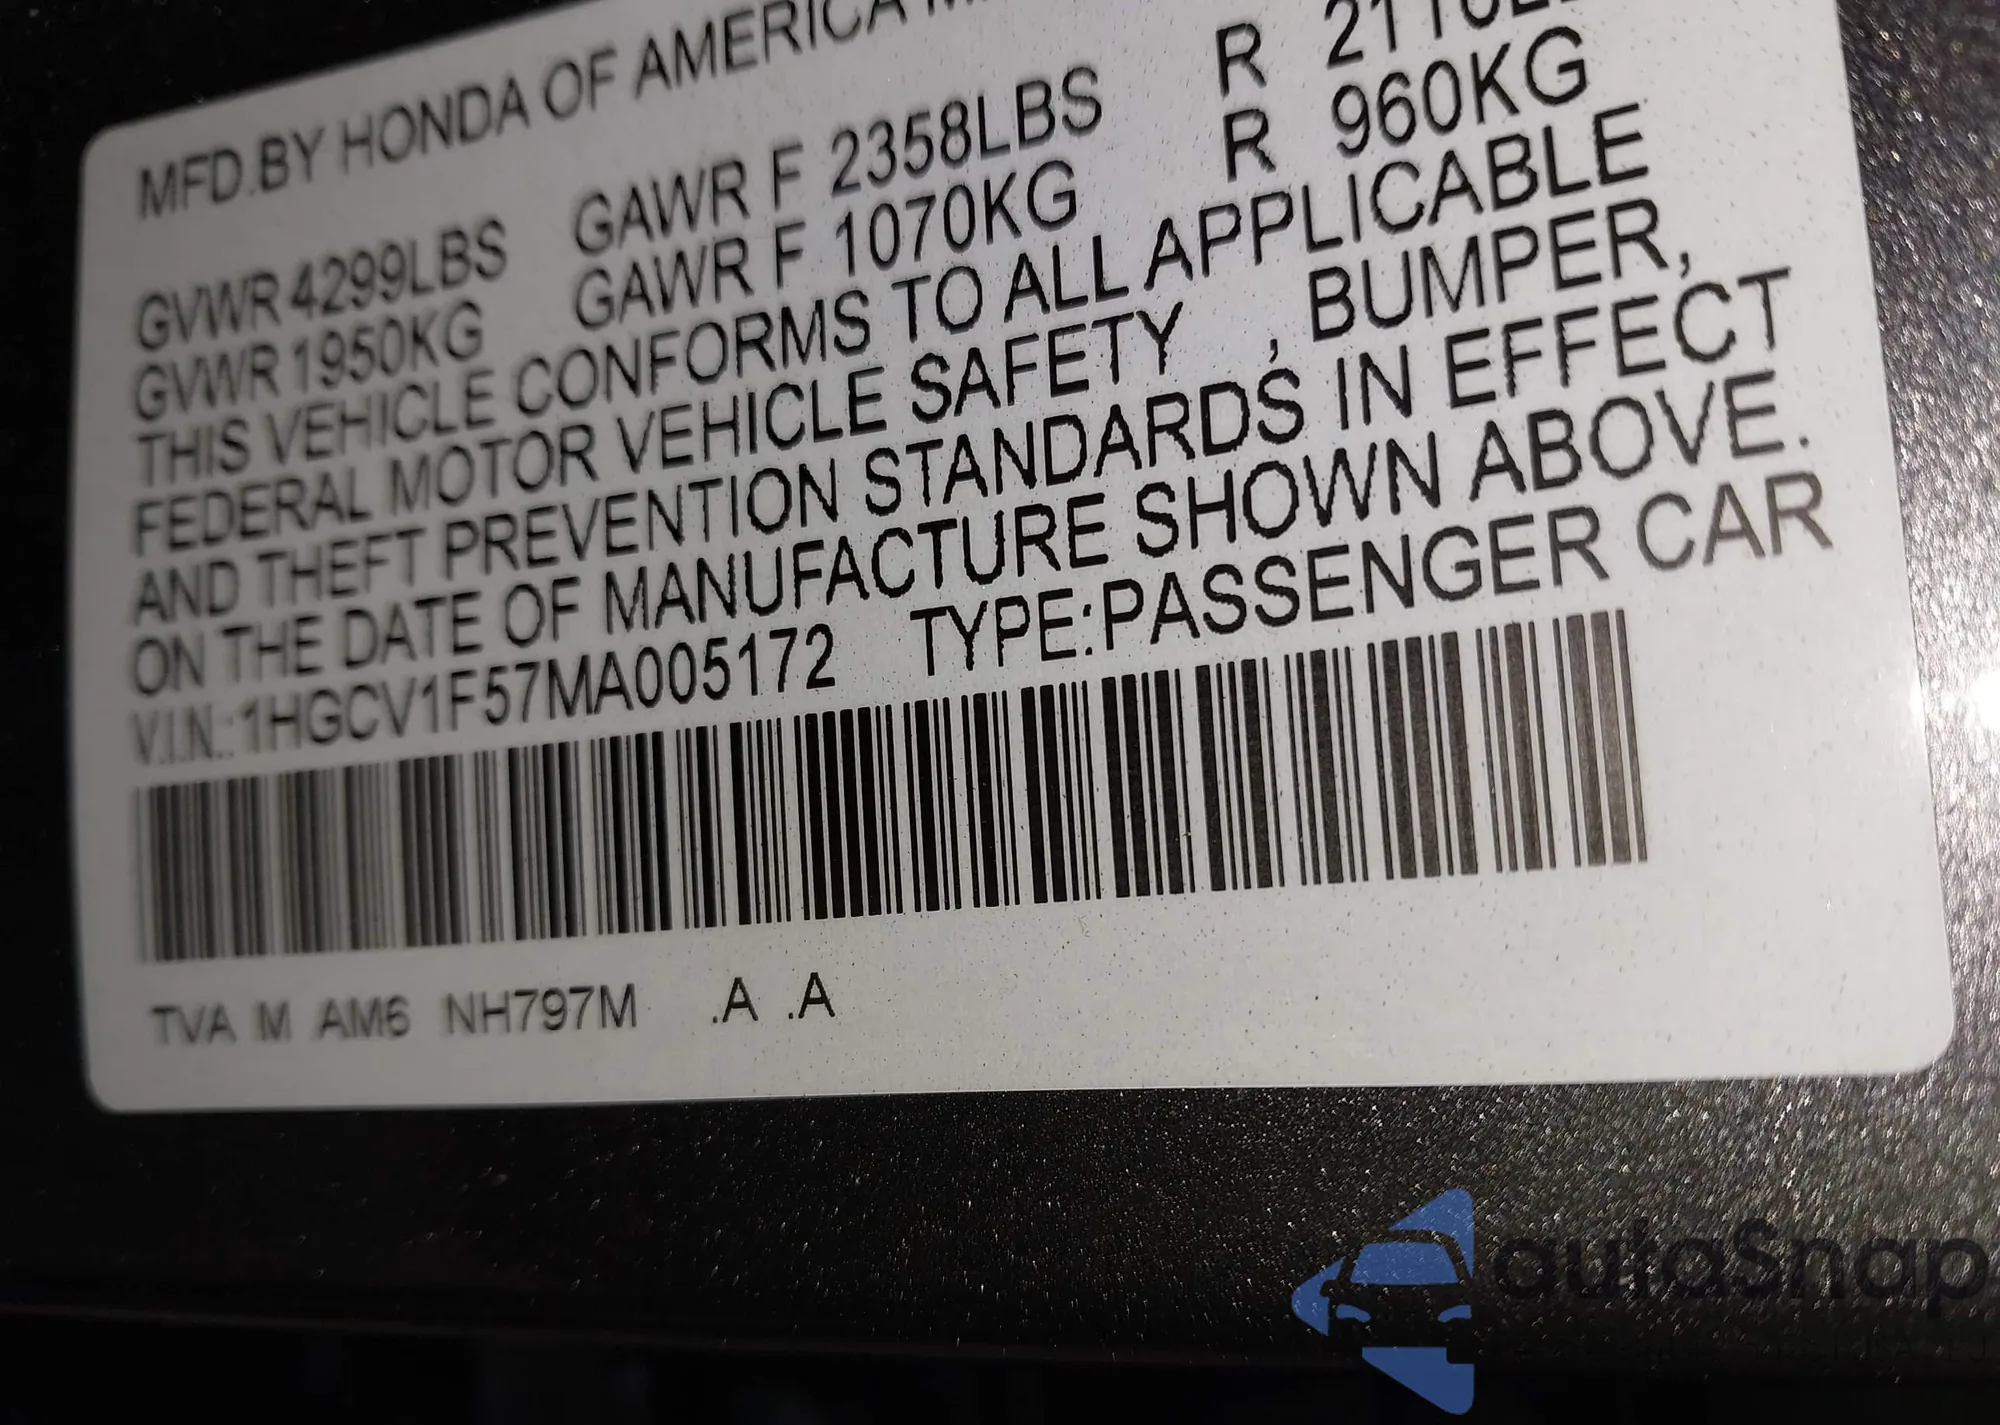 MFD.BY HONDA OF AMERICA
GVWR 4299LBS GAWR F 2358LBS R
GVWR 1950KG GAWR F 1070KG R 960KG
THIS VEHICLE CONFORMS TO ALL APPLICABLE
FEDERAL MOTOR VEHICLE SAFETY , BUMPER,
AND THEFT PREVENTION STANDARDS IN EFFECT
ON THE DATE OF MANUFACTURE SHOWN ABOVE.
V.I.N.:1HGCV1F57MA005172 TYPE:PASSENGER CAR
TVA M AM6 NH797M .A .A
autoSnap